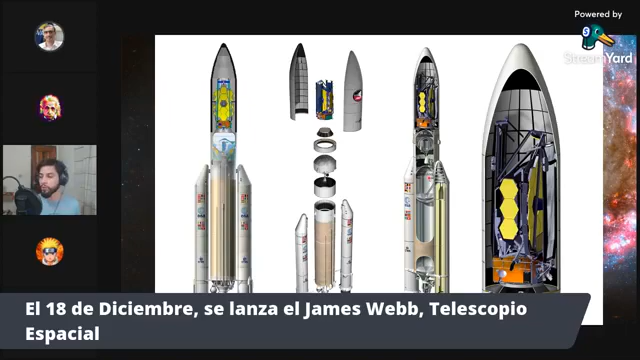 Powered by
S
StreamYard
El 18 de Diciembre, se lanza el James Webb, Telescopio
Espacial